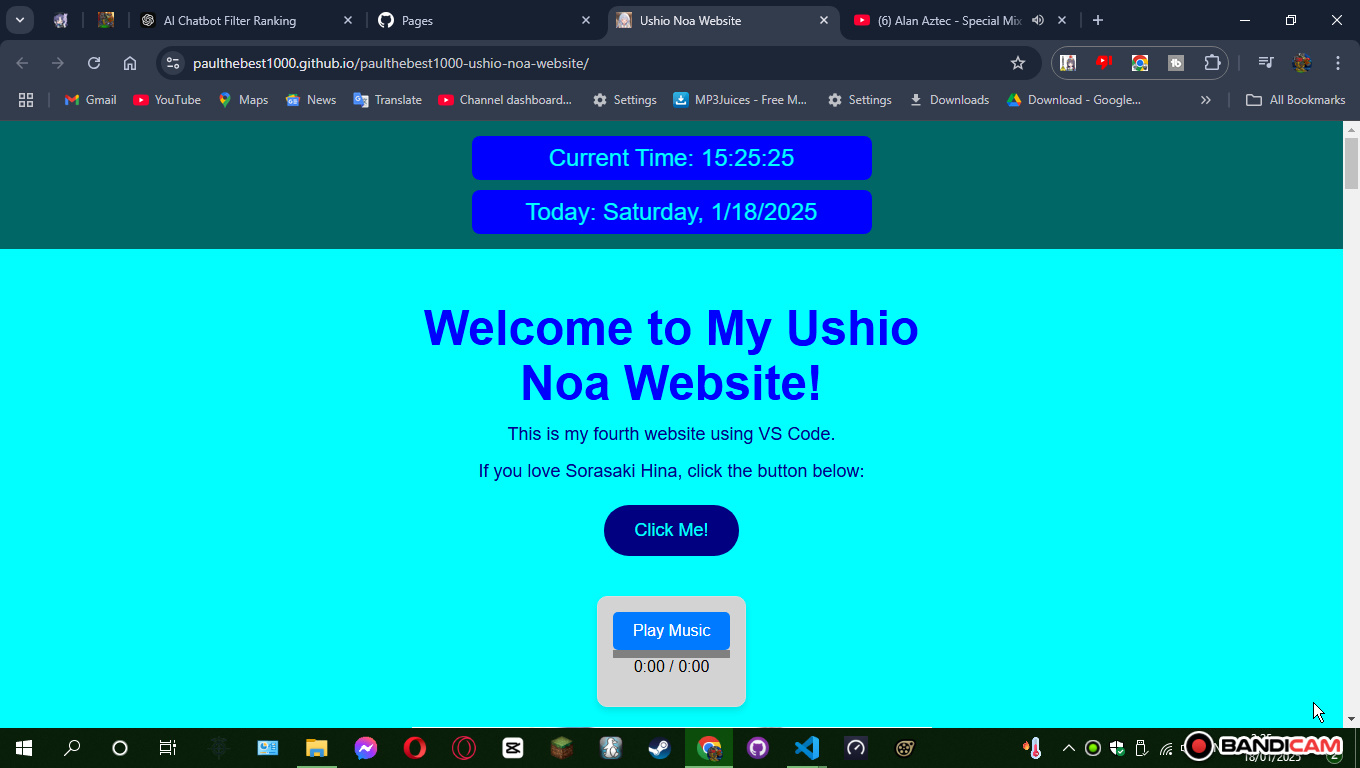 AI Chatbot Filter Ranking
Pages
Ushio Noa Website
(6) Alan Aztec - Special Mix
paulthebest1000.github.io/paulthebest1000-ushio-noa-website/
Gmail
YouTube
Maps
News
Translate
Channel dashboard...
Settings
MP3Juices - Free M...
Settings
Downloads
Download - Google...
All Bookmarks
Current Time: 15:25:25
Today: Saturday, 1/18/2025
Welcome to My Ushio
Noa Website!
This is my fourth website using VS Code.
If you love Sorasaki Hina, click the button below:
Click Me!
Play Music
0:00 / 0:00
BANDICAM
18/01/2025
2